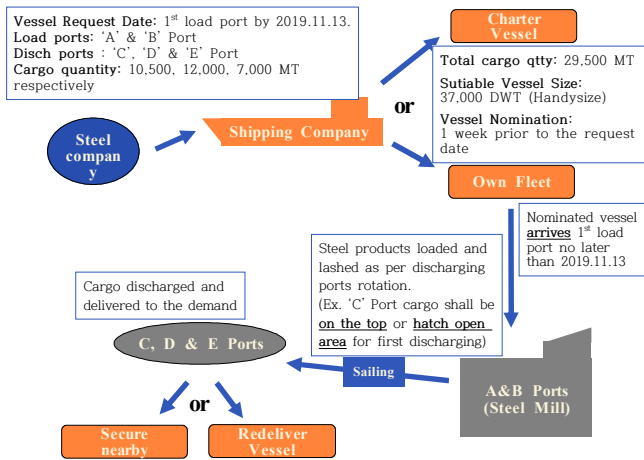 Vessel Request Date: 1st load port by 2019.11.13.
Load ports: ‘A’ & ‘B’ Port
Disch ports : ‘C’, ‘D’ & ‘E’ Port
Cargo quantity: 10,500, 12,000, 7,000 MT
respectively
Charter
Vessel
Total cargo qtty: 29,500 MT
Sutiable Vessel Size:
37,000 DWT (Handysize)
Vessel Nomination:
1 week prior to the request
date
or
Shipping Company
Steel
compan
y
Own Fleet
Nominated vessel
arrives 1st load
port no later
than 2019.11.13
Steel products loaded and
lashed as per discharging
ports rotation.
(Ex. ‘C’ Port cargo shall be
on the top or hatch open
area for first discharging)
Cargo discharged and
delivered to the demand
C, D & E Ports
Sailing
A&B Ports
(Steel Mill)
or
Secure
nearby
Redeliver
Vessel